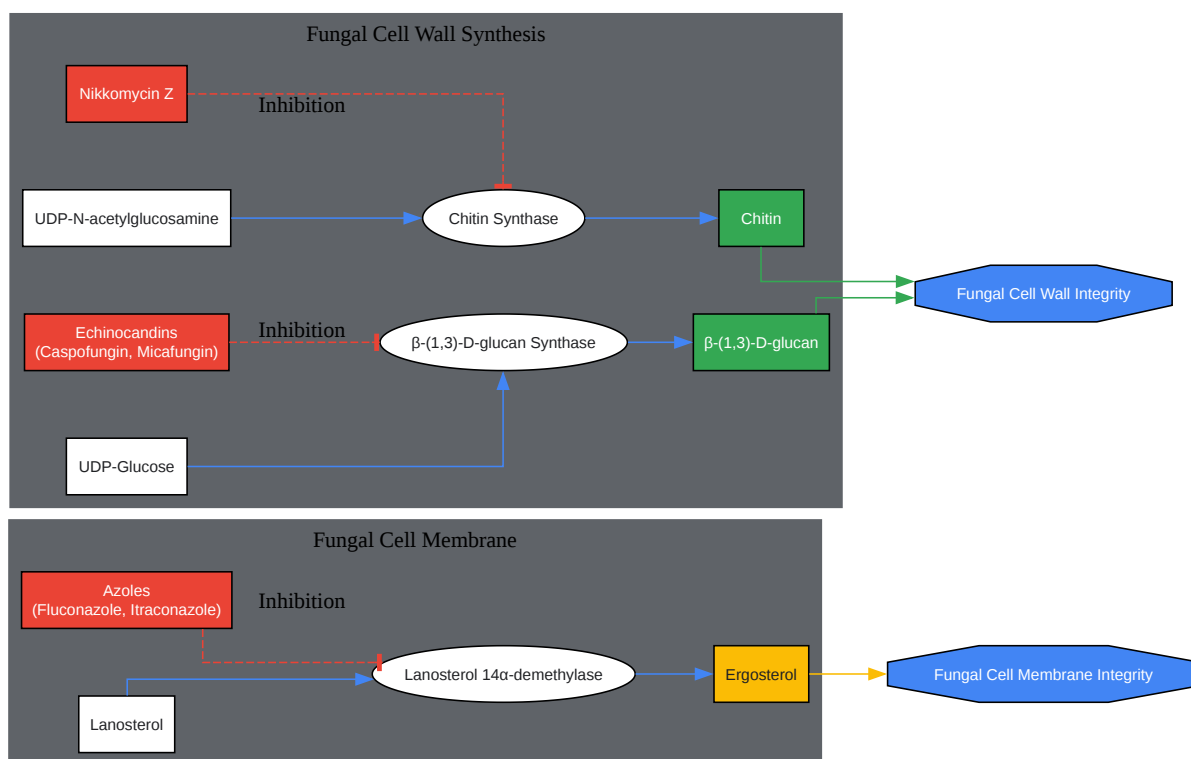 Fungal Cell Wall Synthesis
Nikkomycin Z
Inhibition
UDP-N-acetylglucosamine
Chitin Synthase
Chitin
Fungal Cell Wall Integrity
Echinocandins
(Caspofungin, Micafungin)
Inhibition
β-(1,3)-D-glucan Synthase
β-(1,3)-D-glucan
UDP-Glucose
Fungal Cell Membrane
Azoles
(Fluconazole, Itraconazole)
Inhibition
Lanosterol 14α-demethylase
Ergosterol
Fungal Cell Membrane Integrity
Lanosterol